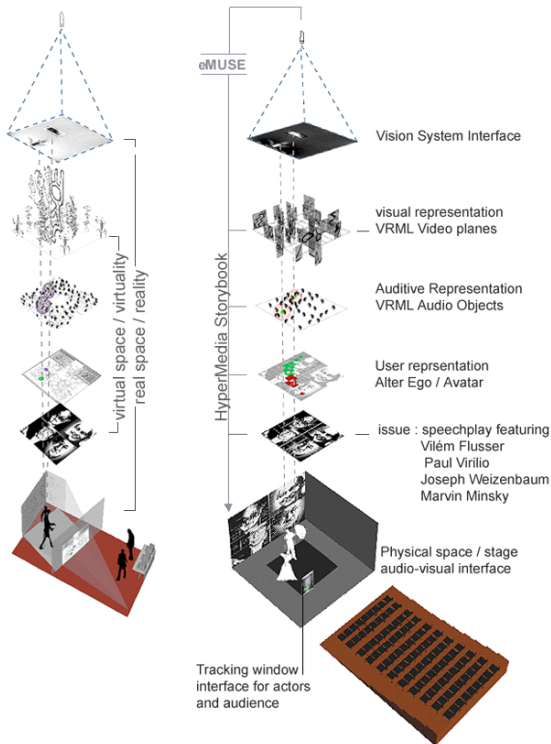 eMUSE
Vision System Interface
visual representation
VRML Video planes
Auditive Representation
VRML Audio Objects
User reprsentation
Alter Ego / Avatar
issue : speechplay featuring
Vilém Flusser
Paul Virilio
Joseph Weizenbaum
Marvin Minsky
Physical space / stage
audio-visual interface
Tracking window
interface for actors
and audience
virtual space / virtuality
real space / reality
HyperMedia Storybook